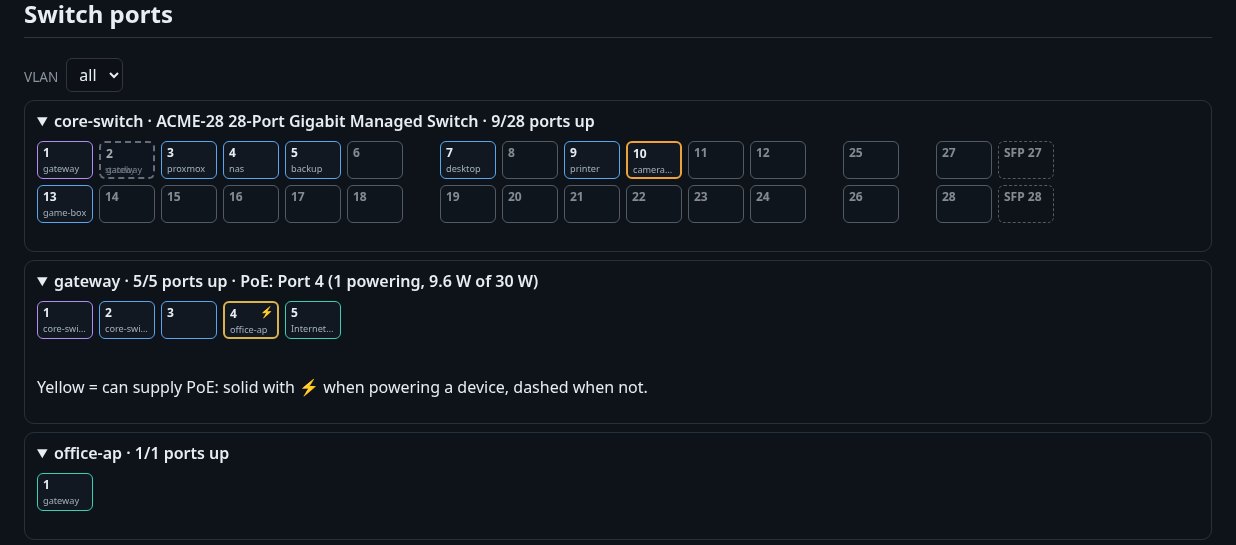 Switch ports
VLAN all
▼ core-switch · ACME-28 28-Port Gigabit Managed Switch · 9/28 ports up
1 2 3 4 5 6 7 8 9 10 11 12 25 27 SFP 27
gateway proxmox nas backup desktop printer camera...
13 14 15 16 17 18 19 20 21 22 23 24 26 28 SFP 28
game-box
▼ gateway · 5/5 ports up · PoE: Port 4 (1 powering, 9.6 W of 30 W)
1 2 3 4 ⚡ 5
core-swi... core-swi... office-ap Internet...
Yellow = can supply PoE: solid with ⚡ when powering a device, dashed when not.
▼ office-ap · 1/1 ports up
1
gateway